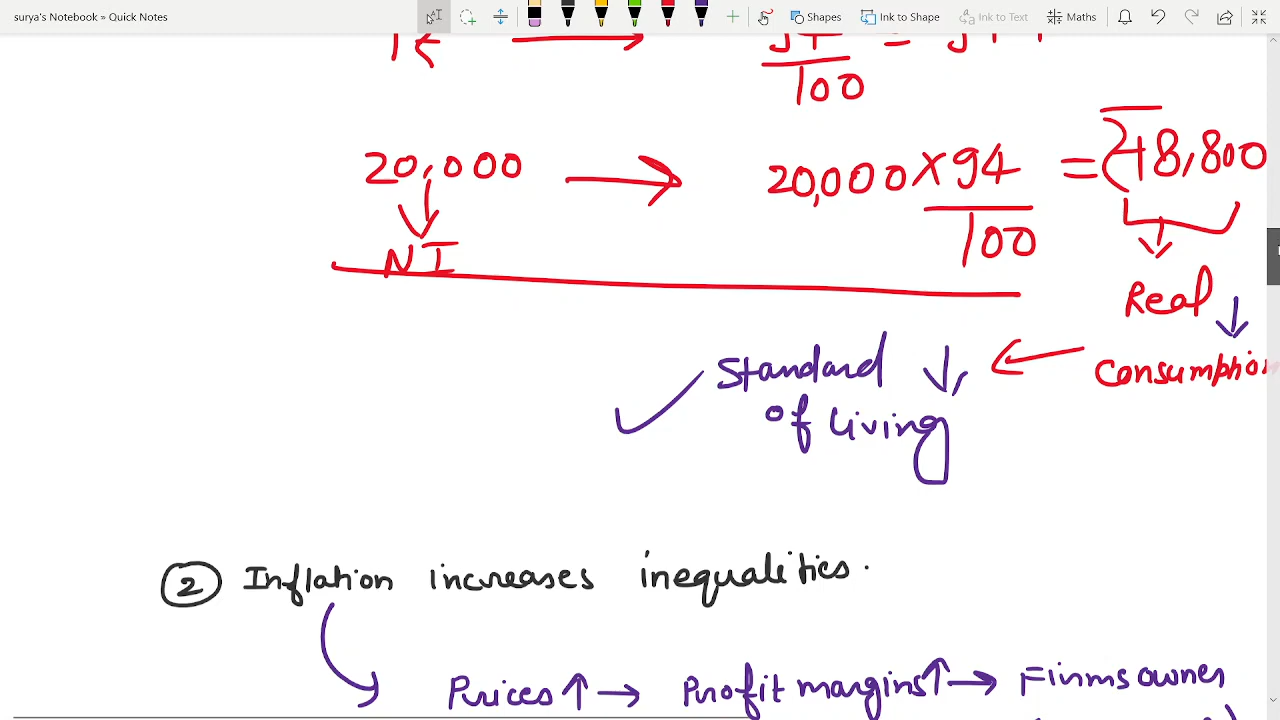 surya's Notebook » Quick Notes
Shapes Ink to Shape Ink to Text Maths
100
20,000 → 20,000 × 94 = 18,800
100
NI
Real ↓
Standard ↓, ← Consumption
of living
② Inflation increases inequalities.
Prices ↑ → Profit margins ↑ → Firms owner